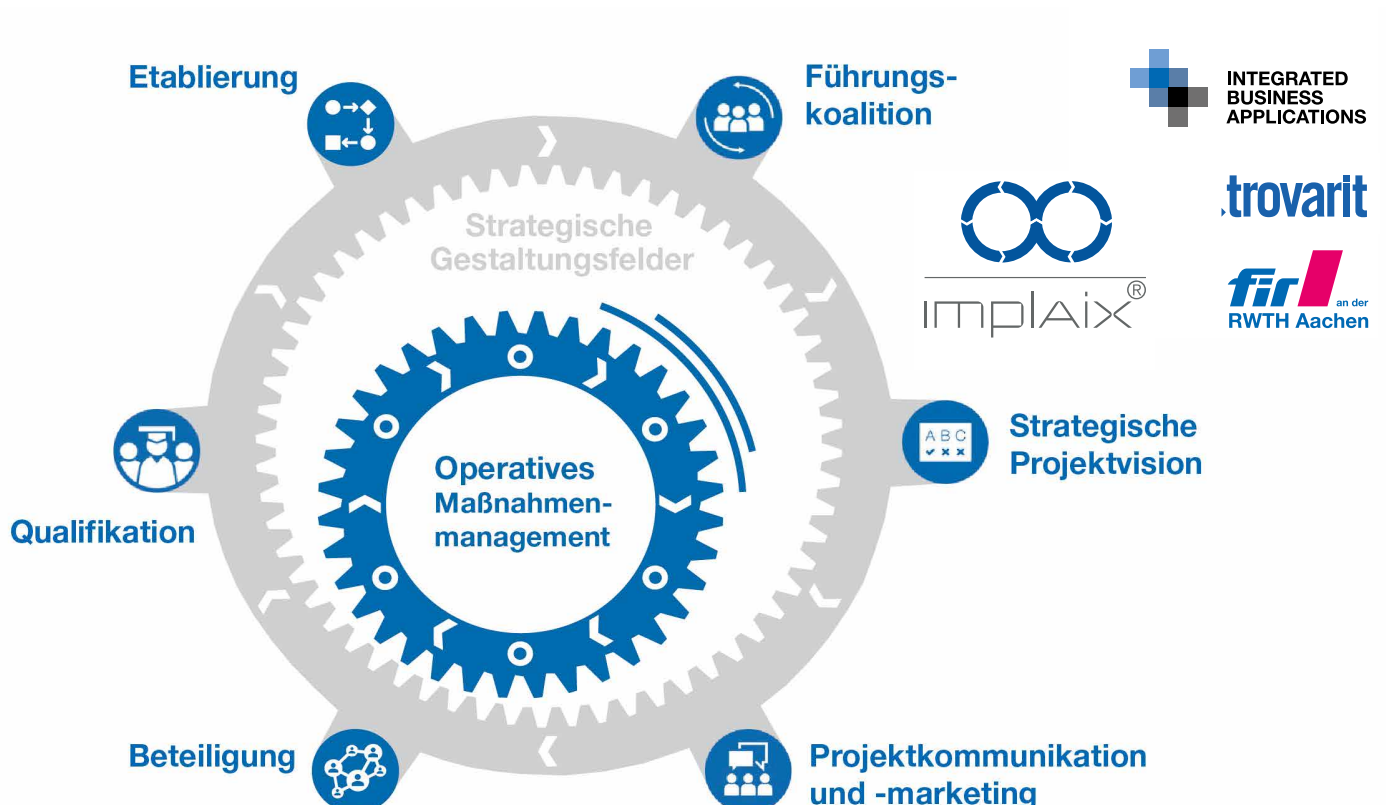 Etablierung
Führungs-
koalition
INTEGRATED
BUSINESS
APPLICATIONS
trovarit
implAix®
fir
an der
RWTH Aachen
Strategische
Gestaltungsfelder
A B C
Strategische
Projektvision
Operatives
Maßnahmen-
management
Qualifikation
Beteiligung
Projektkommunikation
und -marketing